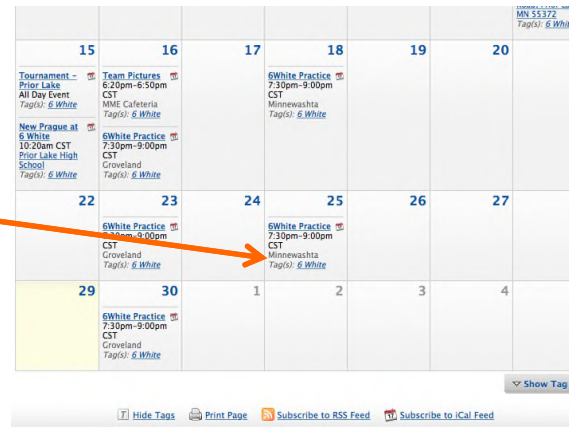 MN 55372
Tag(s): 6 White
15 16 17 18 19 20
Tournament – Prior Lake
All Day Event
Tag(s): 6 White
New Prague at 6 White
10:20am CST
Prior Lake High School
Tag(s): 6 White
Team Pictures
6:20pm–6:50pm CST
MME Cafeteria
Tag(s): 6 White
6White Practice
7:30pm–9:00pm CST
Groveland
Tag(s): 6 White
6White Practice
7:30pm–9:00pm CST
Minnewashta
Tag(s): 6 White
22 23 24 25 26 27
6White Practice
7:30pm–9:00pm CST
Groveland
Tag(s): 6 White
6White Practice
7:30pm–9:00pm CST
Minnewashta
Tag(s): 6 White
29 30 1 2 3 4
6White Practice
7:30pm–9:00pm CST
Groveland
Tag(s): 6 White
Show Tag
Hide Tags Print Page Subscribe to RSS Feed Subscribe to iCal Feed